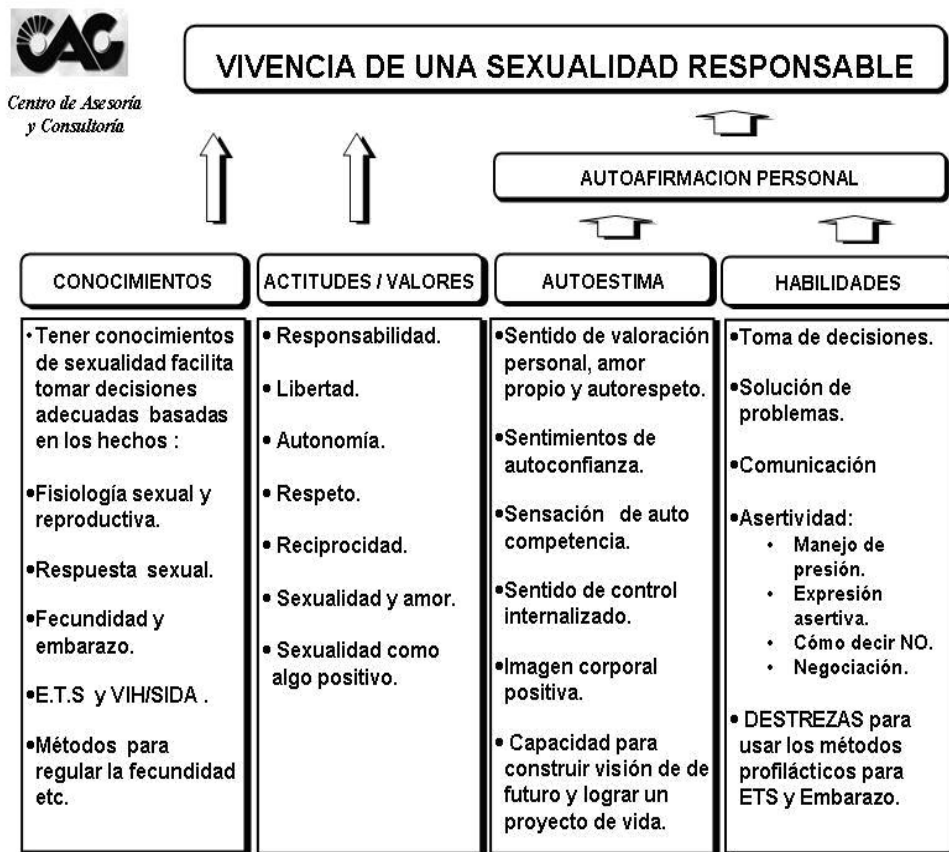 CAC
VIVENCIA DE UNA SEXUALIDAD RESPONSABLE
Centro de Asesoría
y Consultoría
AUTOAFIRMACION PERSONAL
CONOCIMIENTOS
• Tener conocimientos
de sexualidad facilita
tomar decisiones
adecuadas basadas
en los hechos :
•Fisiología sexual y
reproductiva.
•Respuesta sexual.
•Fecundidad y
embarazo.
•E.T.S y VIH/SIDA .
•Métodos para
regular la fecundidad
etc.
ACTITUDES / VALORES
• Responsabilidad.
• Libertad.
• Autonomía.
• Respeto.
• Reciprocidad.
• Sexualidad y amor.
• Sexualidad como
algo positivo.
AUTOESTIMA
•Sentido de valoración
personal, amor
propio y autorespeto.
•Sentimientos de
autoconfianza.
•Sensación de auto
competencia.
•Sentido de control
internalizado.
•Imagen corporal
positiva.
• Capacidad para
construir visión de de
futuro y lograr un
proyecto de vida.
HABILIDADES
•Toma de decisiones.
•Solución de
problemas.
•Comunicación
•Asertividad:
• Manejo de
presión.
• Expresión
asertiva.
• Cómo decir NO.
• Negociación.
• DESTREZAS para
usar los métodos
profilácticos para
ETS y Embarazo.